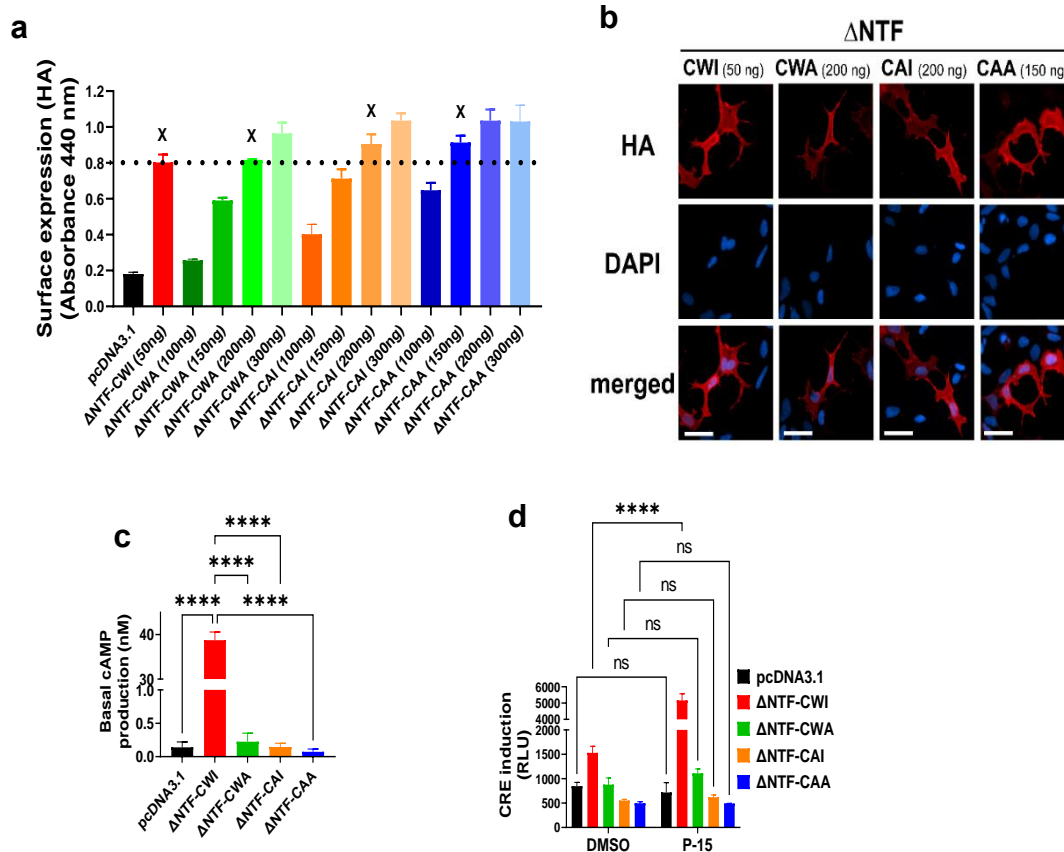 a
Surface expression (HA)
(Absorbance 440 nm)
1.2
1.0
0.8
0.6
0.4
0.2
0.0
X
X
X
X
pcDNA3.1
ΔNTF-CWI (50ng)
ΔNTF-CWA (100ng)
ΔNTF-CWA (150ng)
ΔNTF-CWA (200ng)
ΔNTF-CWA (300ng)
ΔNTF-CAI (100ng)
ΔNTF-CAI (150ng)
ΔNTF-CAI (200ng)
ΔNTF-CAI (300ng)
ΔNTF-CAA (100ng)
ΔNTF-CAA (150ng)
ΔNTF-CAA (200ng)
ΔNTF-CAA (300ng)
b
ΔNTF
CWI (50 ng) CWA (200 ng) CAI (200 ng) CAA (150 ng)
HA
DAPI
merged
c
****
****
**** ****
Basal cAMP
production (nM)
40
30
1.0
0.5
0.0
pcDNA3.1
ΔNTF-CWI
ΔNTF-CWA
ΔNTF-CAI
ΔNTF-CAA
d
****
ns
ns
ns
ns
CRE induction
(RLU)
6000
5000
4000
2000
1500
1000
500
0
DMSO P-15
pcDNA3.1
ΔNTF-CWI
ΔNTF-CWA
ΔNTF-CAI
ΔNTF-CAA